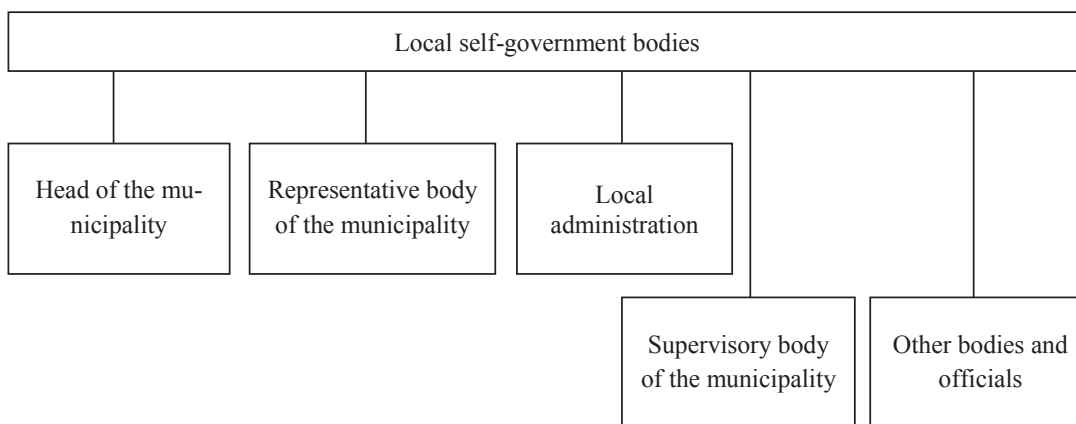 Local self-government bodies
Head of the mu-
nicipality
Representative body
of the municipality
Local
administration
Supervisory body
of the municipality
Other bodies and
officials